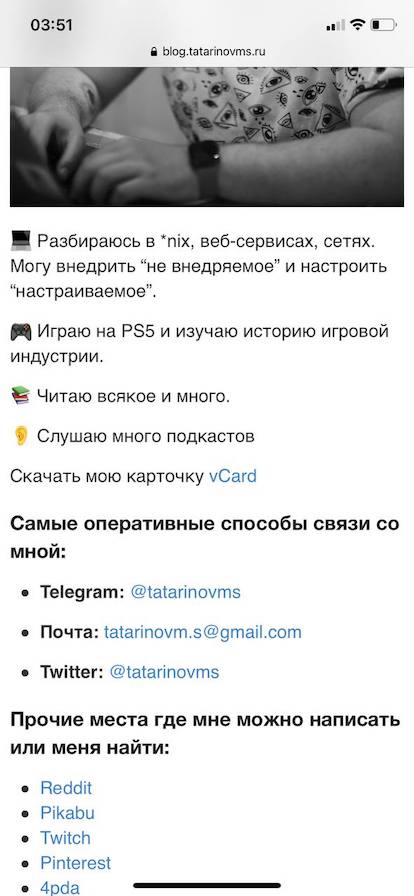 03:51
blog.tatarinovms.ru
Разбираюсь в *nix, веб-сервисах, сетях.
Могу внедрить “не внедряемое” и настроить
“настраиваемое”.
Играю на PS5 и изучаю историю игровой
индустрии.
Читаю всякое и много.
Слушаю много подкастов
Скачать мою карточку vCard
Самые оперативные способы связи со
мной:
• Telegram: @tatarinovms
• Почта: tatarinovm.s@gmail.com
• Twitter: @tatarinovms
Прочие места где мне можно написать
или меня найти:
• Reddit
• Pikabu
• Twitch
• Pinterest
• 4pda